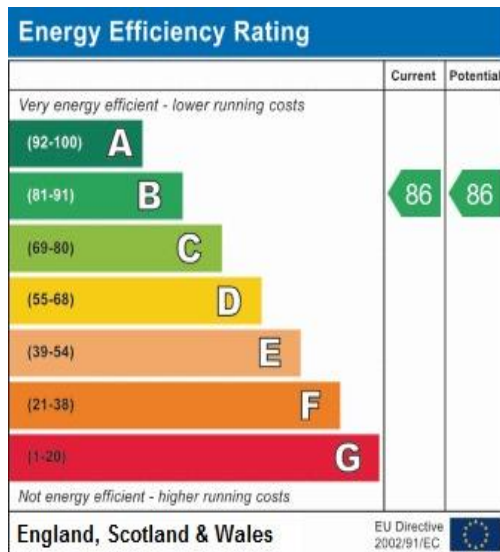 Energy Efficiency Rating
Current Potential
Very energy efficient - lower running costs
(92-100) A
(81-91) B 86 86
(69-80) C
(55-68) D
(39-54) E
(21-38) F
(1-20) G
Not energy efficient - higher running costs
England, Scotland & Wales
EU Directive
2002/91/EC